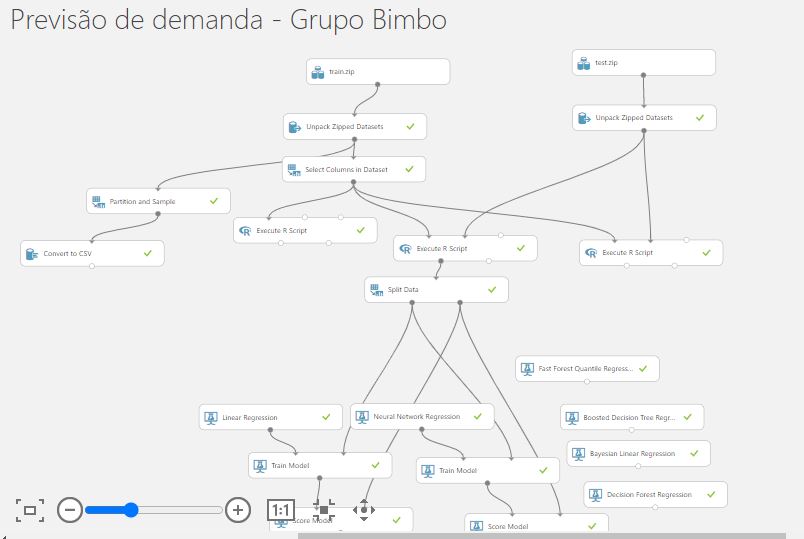 Previsão de demanda - Grupo Bimbo
train.zip
test.zip
Unpack Zipped Datasets
Unpack Zipped Datasets
Select Columns in Dataset
Partition and Sample
Execute R Script
Execute R Script
Execute R Script
Convert to CSV
Split Data
Fast Forest Quantile Regress...
Linear Regression
Neural Network Regression
Boosted Decision Tree Regr...
Bayesian Linear Regression
Train Model
Train Model
Decision Forest Regression
1:1
Score Model
Score Model